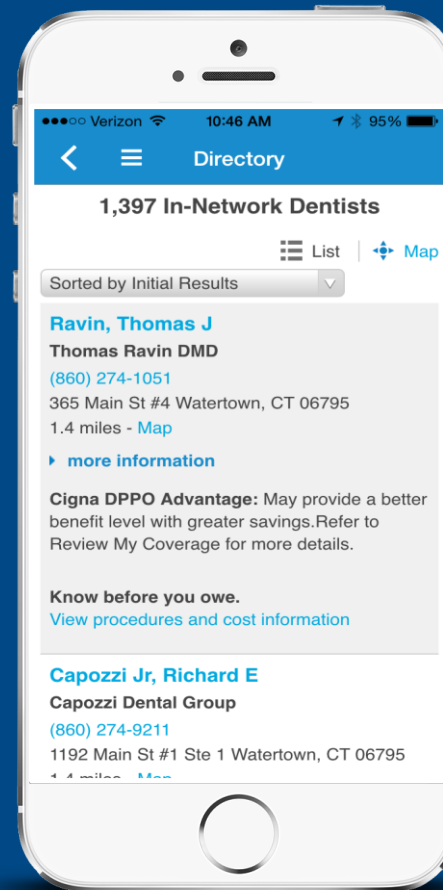 ●●●○○ Verizon 10:46 AM 95%
Directory
1,397 In-Network Dentists
List Map
Sorted by Initial Results
Ravin, Thomas J
Thomas Ravin DMD
(860) 274-1051
365 Main St #4 Watertown, CT 06795
1.4 miles - Map
more information
Cigna DPPO Advantage: May provide a better
benefit level with greater savings.Refer to
Review My Coverage for more details.
Know before you owe.
View procedures and cost information
Capozzi Jr, Richard E
Capozzi Dental Group
(860) 274-9211
1192 Main St #1 Ste 1 Watertown, CT 06795
1.4 miles - Map